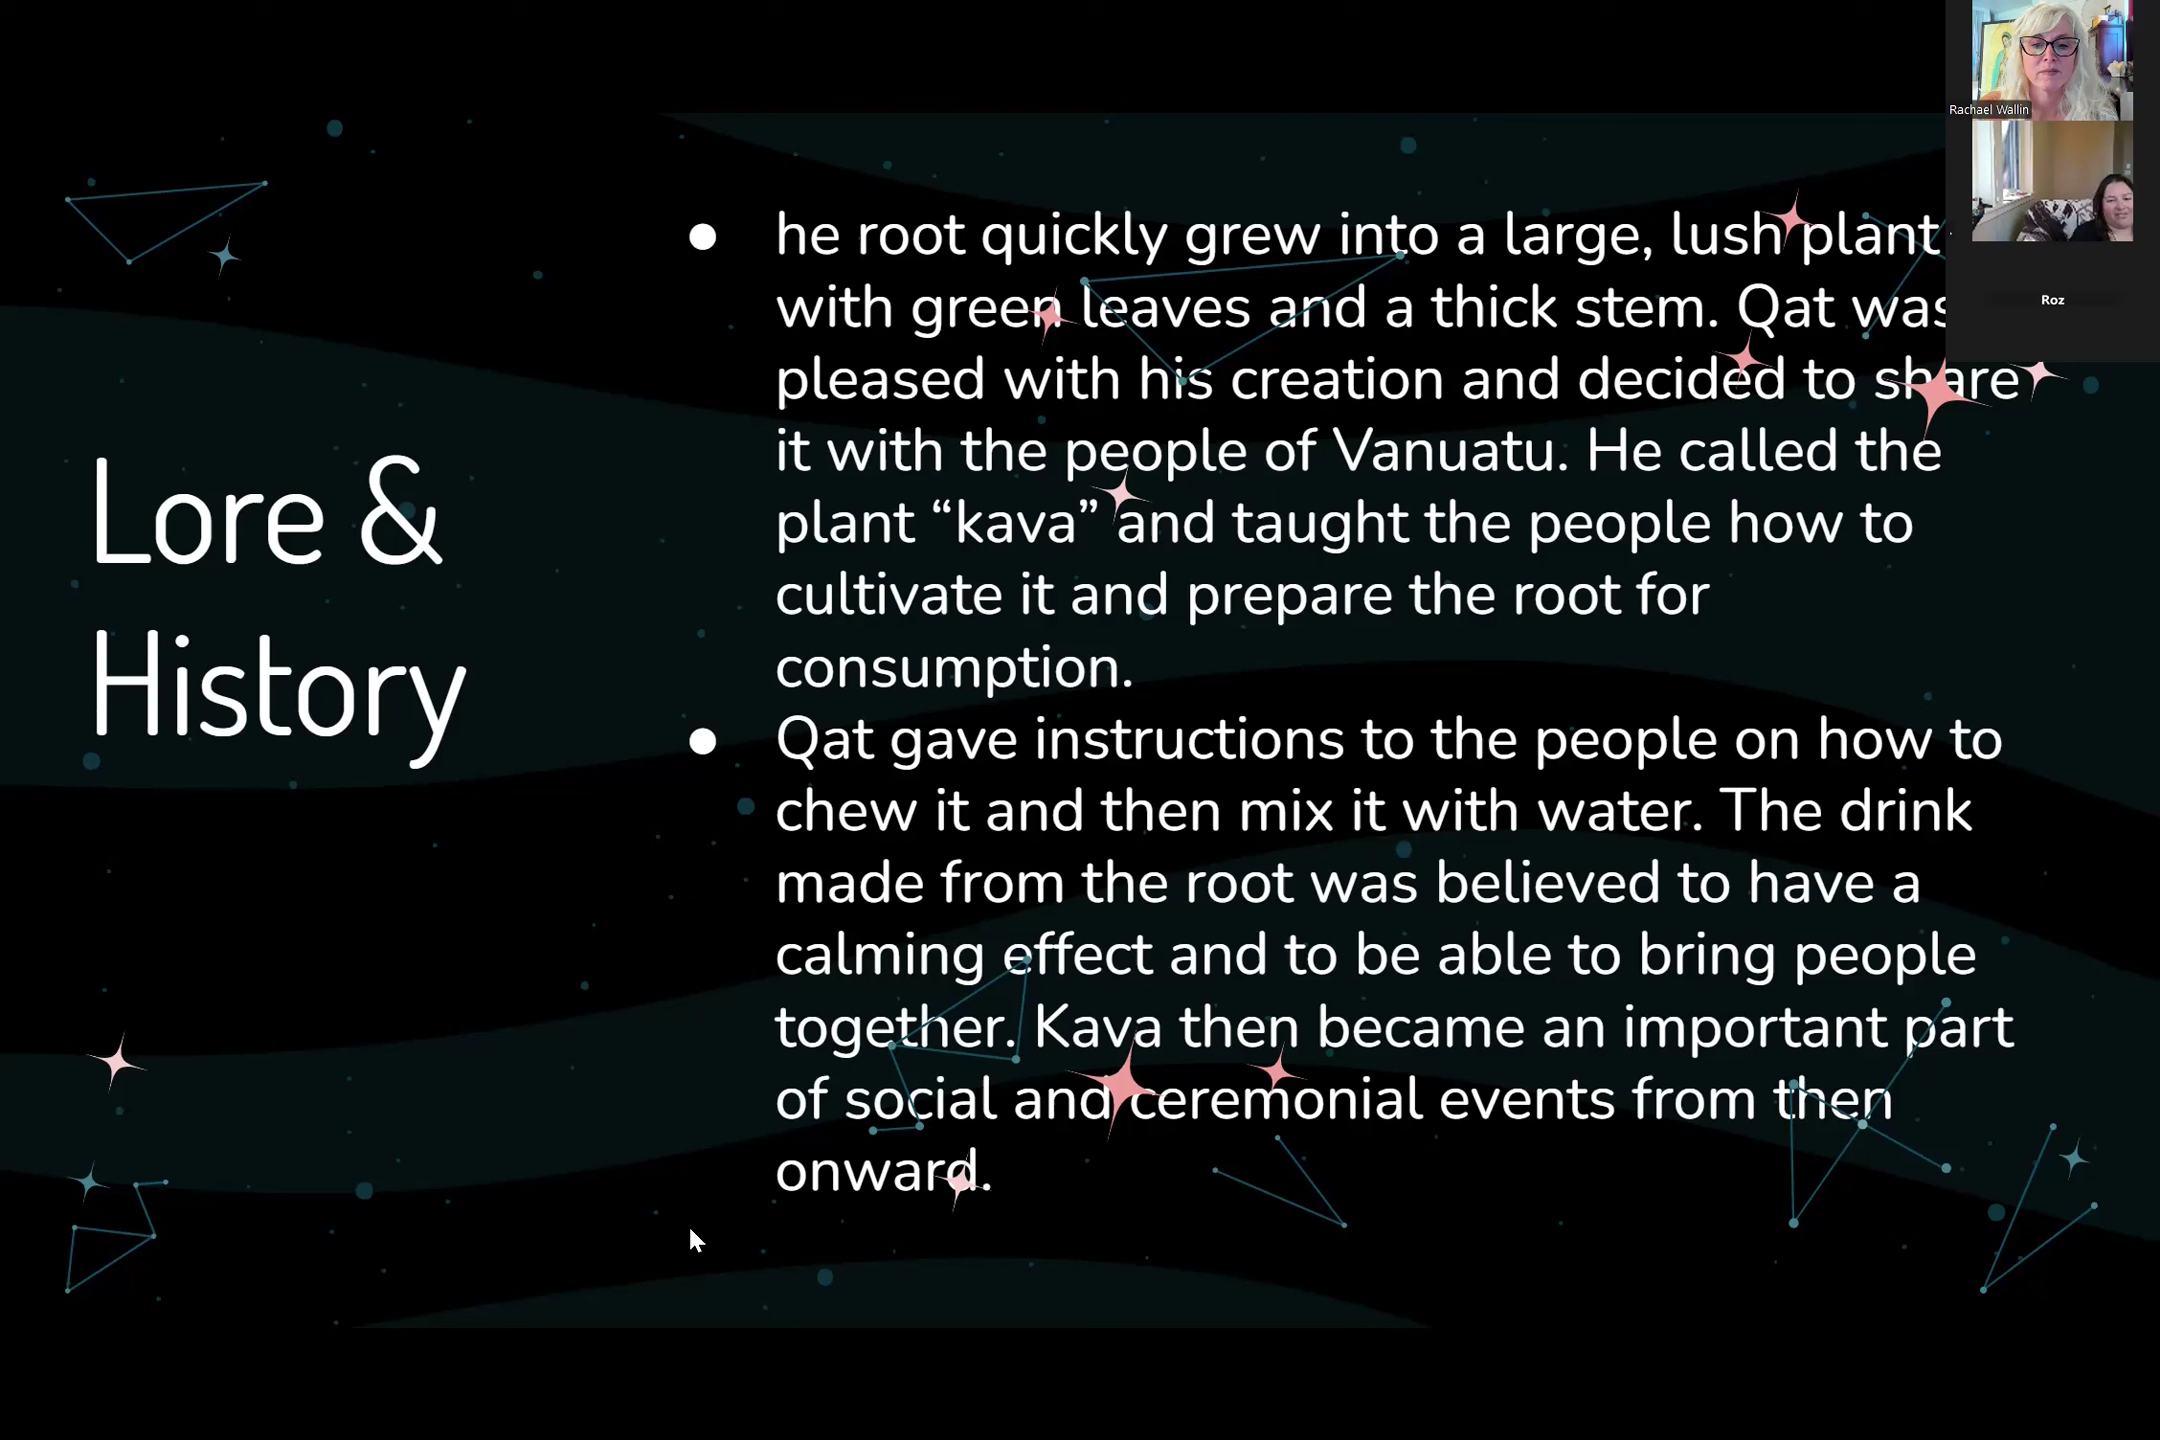 Lore &
History
he root quickly grew into a large, lush plant
with green leaves and a thick stem. Qat was
pleased with his creation and decided to share
it with the people of Vanuatu. He called the
plant “kava” and taught the people how to
cultivate it and prepare the root for
consumption.
Qat gave instructions to the people on how to
chew it and then mix it with water. The drink
made from the root was believed to have a
calming effect and to be able to bring people
together. Kava then became an important part
of social and ceremonial events from then
onward.
Rachael Wallin
Roz